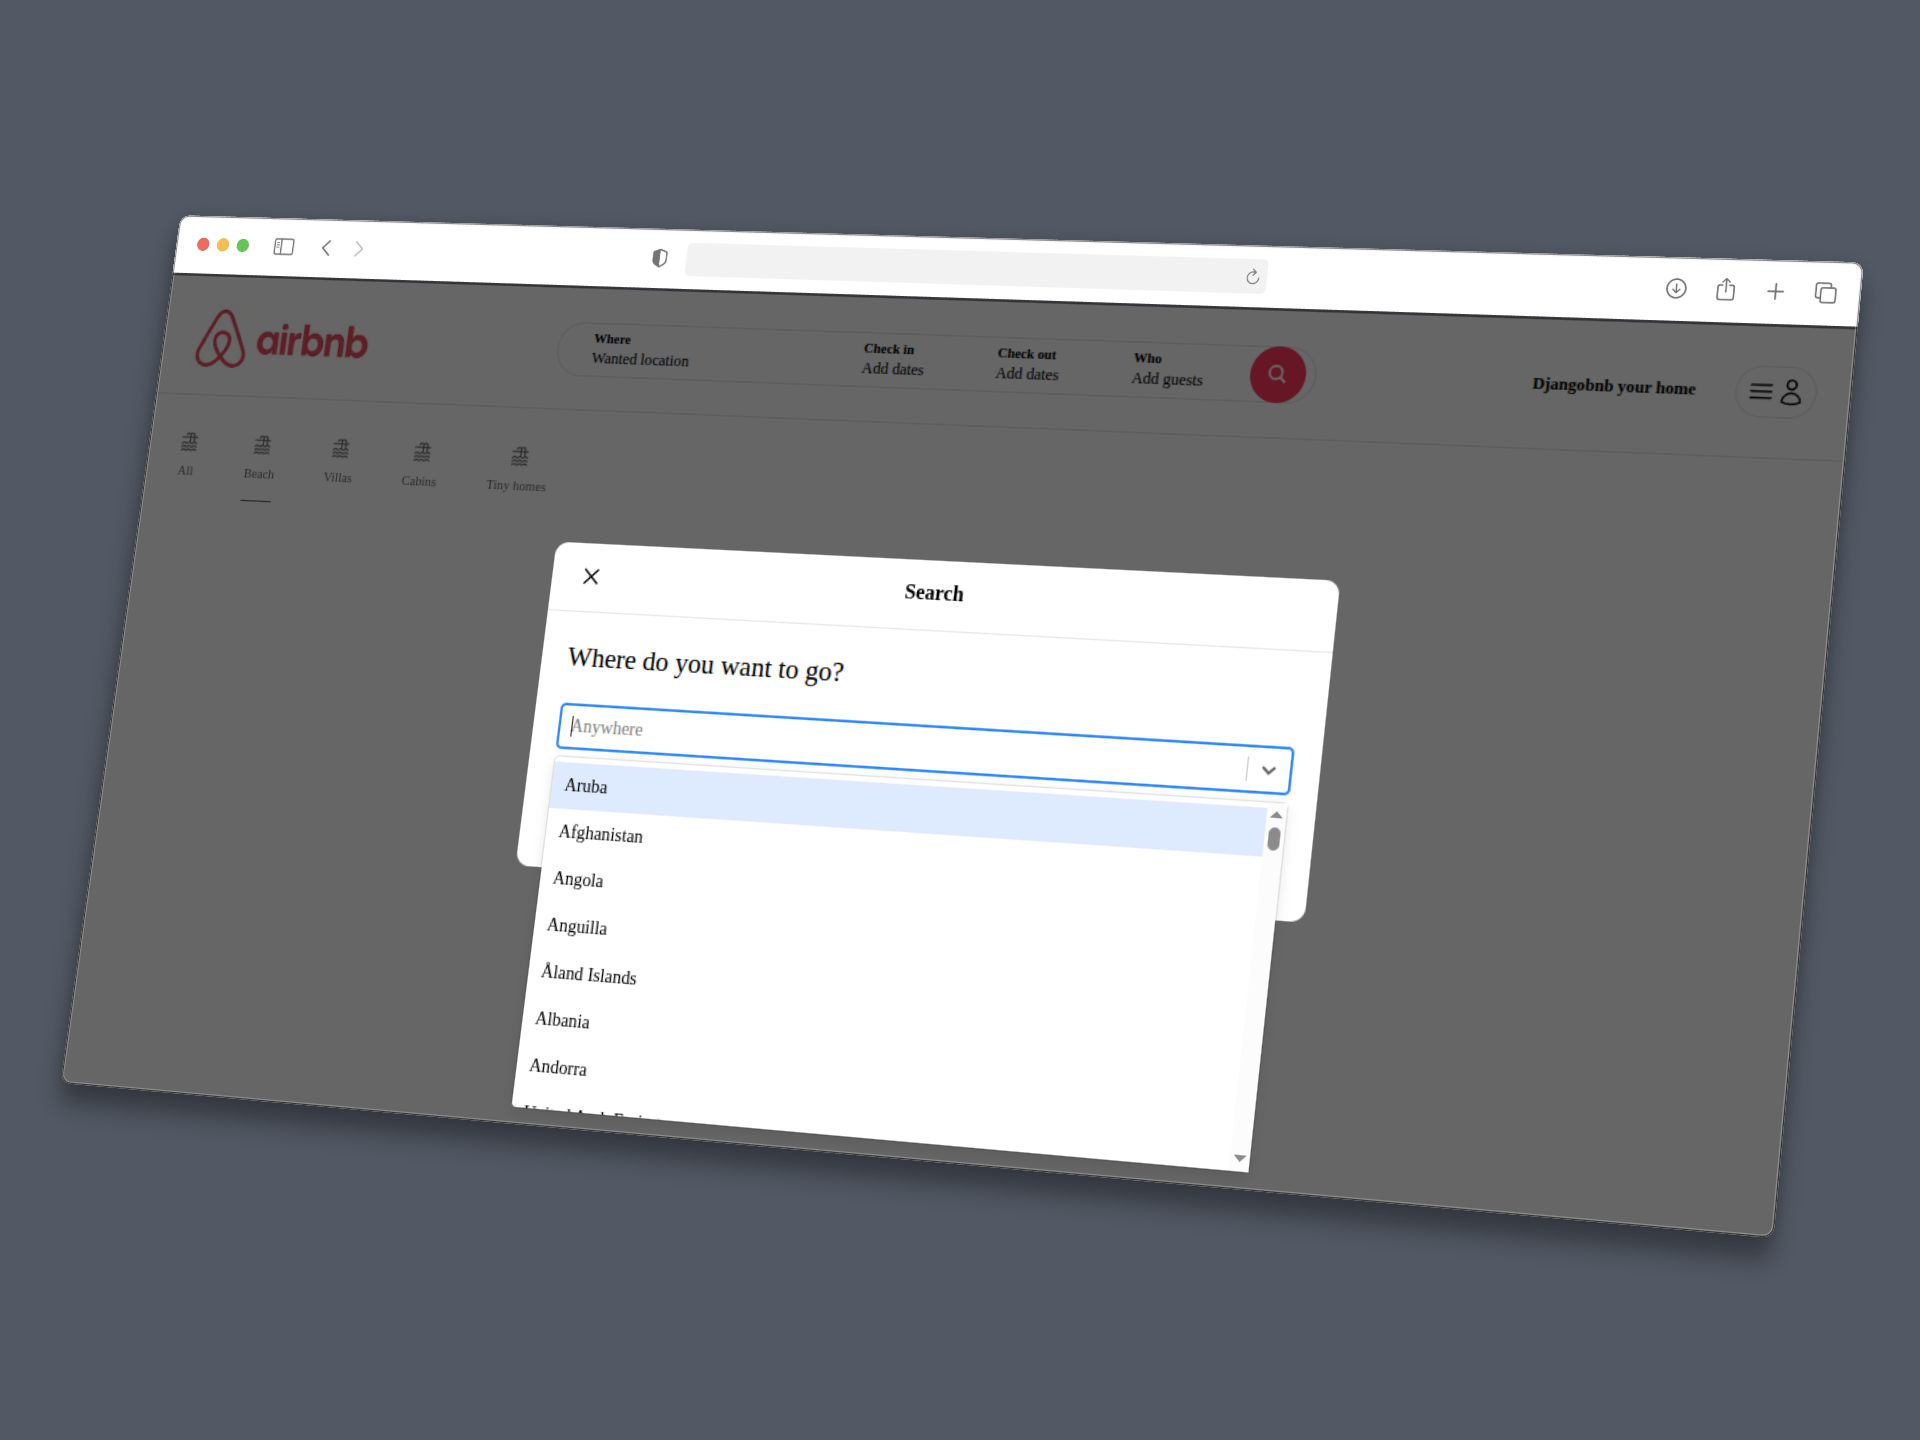 airbnb
Where
Wanted location
Check in
Add dates
Check out
Add dates
Who
Add guests
Djangobnb your home
All
Beach
Villas
Cabins
Tiny homes
Search
Where do you want to go?
Anywhere
Aruba
Afghanistan
Angola
Anguilla
Åland Islands
Albania
Andorra